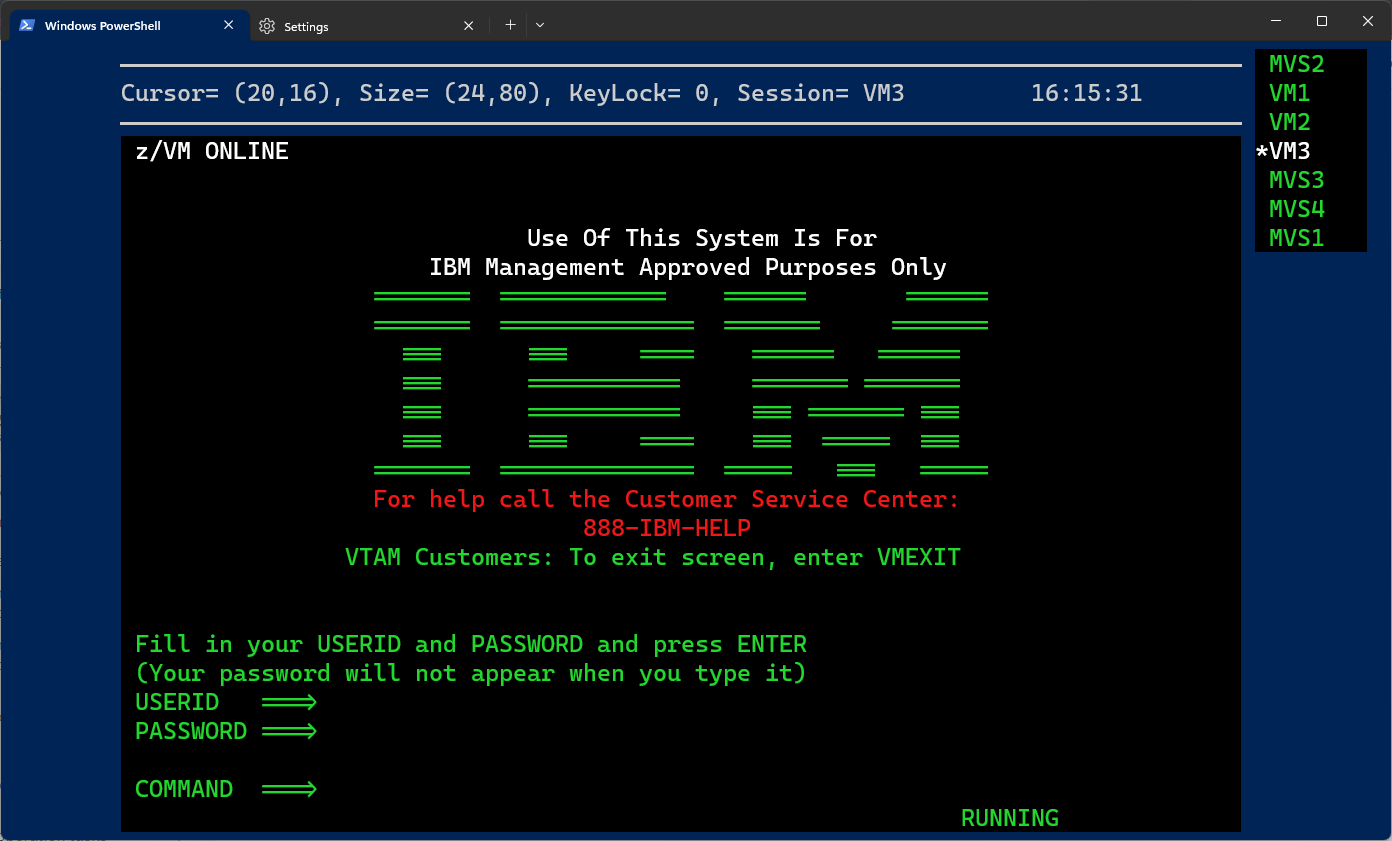 Windows PowerShell
Settings
Cursor= (20,16), Size= (24,80), KeyLock= 0, Session= VM3 16:15:31
MVS2
VM1
VM2
*VM3
MVS3
MVS4
MVS1
z/VM ONLINE
Use Of This System Is For
IBM Management Approved Purposes Only
IBM
For help call the Customer Service Center:
888-IBM-HELP
VTAM Customers: To exit screen, enter VMEXIT
Fill in your USERID and PASSWORD and press ENTER
(Your password will not appear when you type it)
USERID ===>
PASSWORD ===>
COMMAND ===>
RUNNING